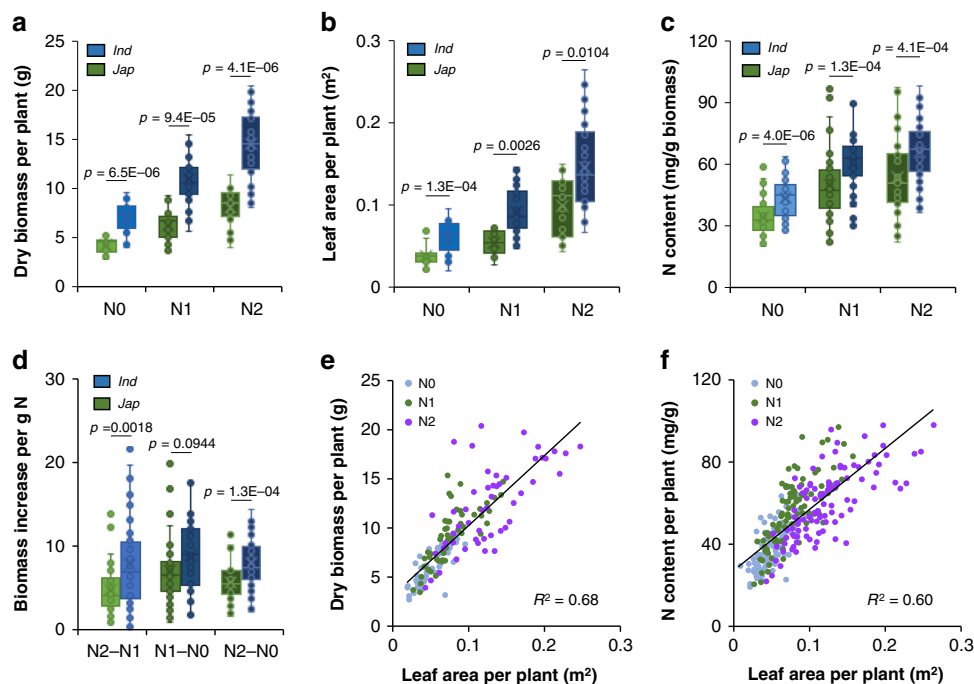 a
Dry biomass per plant (g)
25
20
15
10
5
0
Ind
Jap
p = 6.5E–06
p = 9.4E–05
p = 4.1E–06
N0 N1 N2
b
Leaf area per plant (m²)
0.3
0.2
0.1
0
Ind
Jap
p = 1.3E–04
p = 0.0026
p = 0.0104
N0 N1 N2
c
N content (mg/g biomass)
120
90
60
30
0
Ind
Jap
p = 4.0E–06
p = 1.3E–04
p = 4.1E–04
N0 N1 N2
d
Biomass increase per g N
30
20
10
0
Ind
Jap
p =0.0018
p = 0.0944
p = 1.3E–04
N2–N1 N1–N0 N2–N0
e
Dry biomass per plant (g)
25
20
15
10
5
0
N0
N1
N2
R² = 0.68
0 0.1 0.2 0.3
Leaf area per plant (m²)
f
N content per plant (mg/g)
120
80
40
0
N0
N1
N2
R² = 0.60
0 0.1 0.2 0.3
Leaf area per plant (m²)